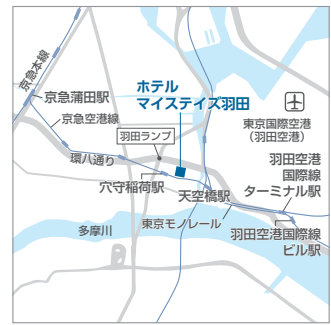 京急本線
京急蒲田駅
京急空港線
ホテル
マイステイズ羽田
羽田ランプ
東京国際空港
（羽田空港）
環八通り
穴守稲荷駅
羽田空港
国際線
ターミナル駅
天空橋駅
東京モノレール
多摩川
羽田空港国際線
ビル駅